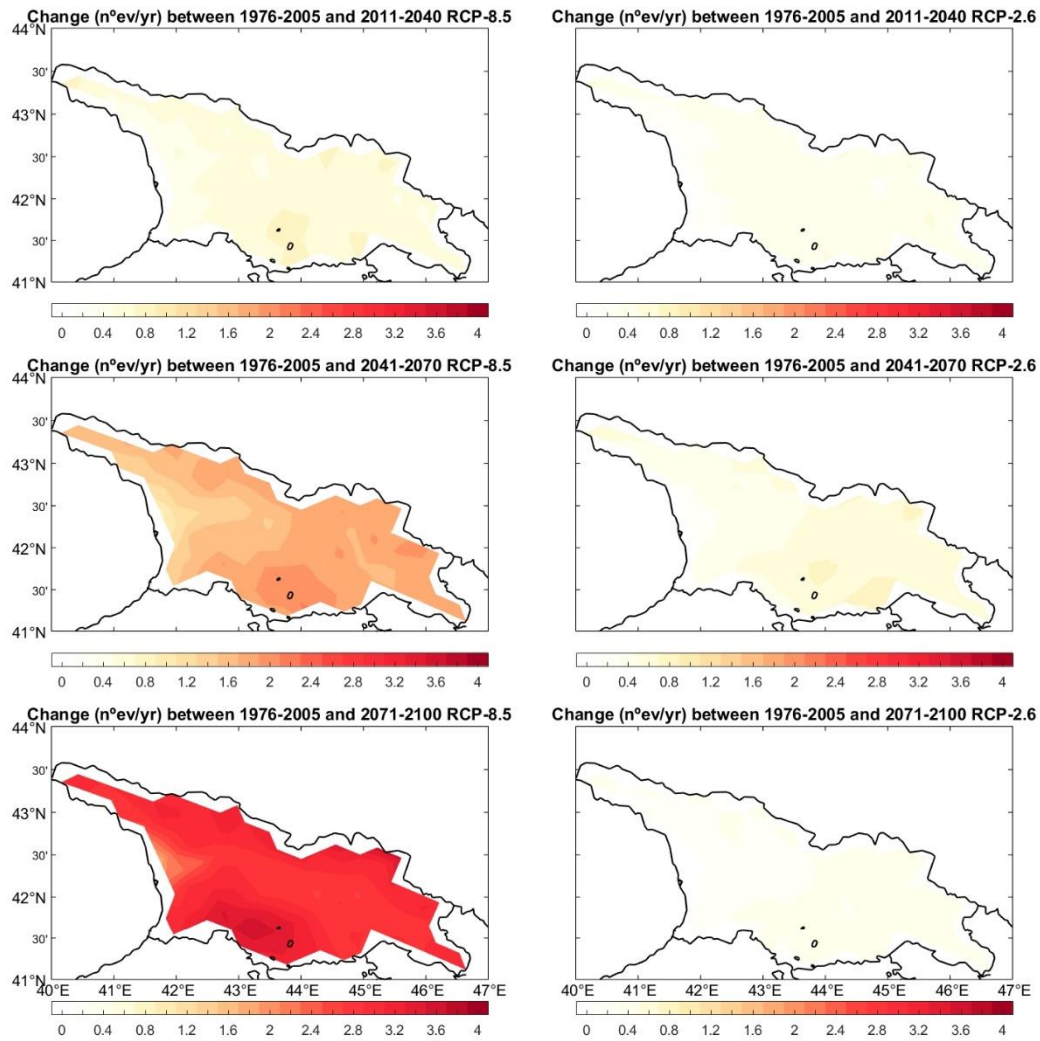 Change (nºev/yr) between 1976-2005 and 2011-2040 RCP-8.5
Change (nºev/yr) between 1976-2005 and 2011-2040 RCP-2.6
44°N
30'
43°N
30'
42°N
30'
41°N
0 0.4 0.8 1.2 1.6 2 2.4 2.8 3.2 3.6 4
0 0.4 0.8 1.2 1.6 2 2.4 2.8 3.2 3.6 4
Change (nºev/yr) between 1976-2005 and 2041-2070 RCP-8.5
Change (nºev/yr) between 1976-2005 and 2041-2070 RCP-2.6
44°N
30'
43°N
30'
42°N
30'
41°N
0 0.4 0.8 1.2 1.6 2 2.4 2.8 3.2 3.6 4
0 0.4 0.8 1.2 1.6 2 2.4 2.8 3.2 3.6 4
Change (nºev/yr) between 1976-2005 and 2071-2100 RCP-8.5
Change (nºev/yr) between 1976-2005 and 2071-2100 RCP-2.6
44°N
30'
43°N
30'
42°N
30'
41°N
40°E 41°E 42°E 43°E 44°E 45°E 46°E 47°E
40°E 41°E 42°E 43°E 44°E 45°E 46°E 47°E
0 0.4 0.8 1.2 1.6 2 2.4 2.8 3.2 3.6 4
0 0.4 0.8 1.2 1.6 2 2.4 2.8 3.2 3.6 4